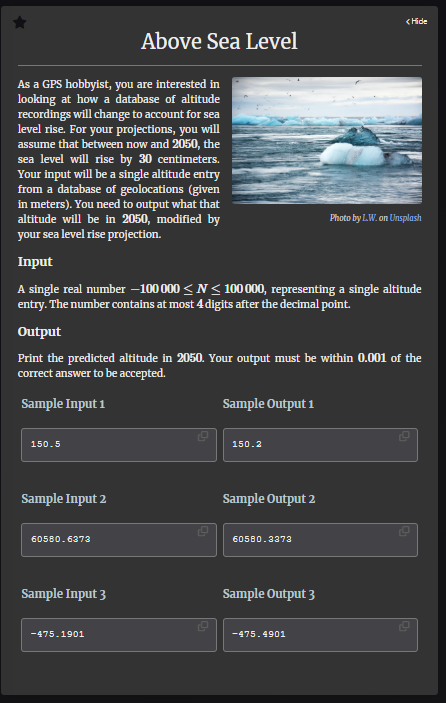 < Hide
Above Sea Level
As a GPS hobbyist, you are interested in
looking at how a database of altitude
recordings will change to account for sea
level rise. For your projections, you will
assume that between now and 2050, the
sea level will rise by 30 centimeters.
Your input will be a single altitude entry
from a database of geolocations (given
in meters). You need to output what that
altitude will be in 2050, modified by
your sea level rise projection.
Photo by L.W. on Unsplash
Input
A single real number −100 000 ≤ N ≤ 100 000, representing a single altitude
entry. The number contains at most 4 digits after the decimal point.
Output
Print the predicted altitude in 2050. Your output must be within 0.001 of the
correct answer to be accepted.
Sample Input 1 Sample Output 1
150.5 150.2
Sample Input 2 Sample Output 2
60580.6373 60580.3373
Sample Input 3 Sample Output 3
-475.1901 -475.4901